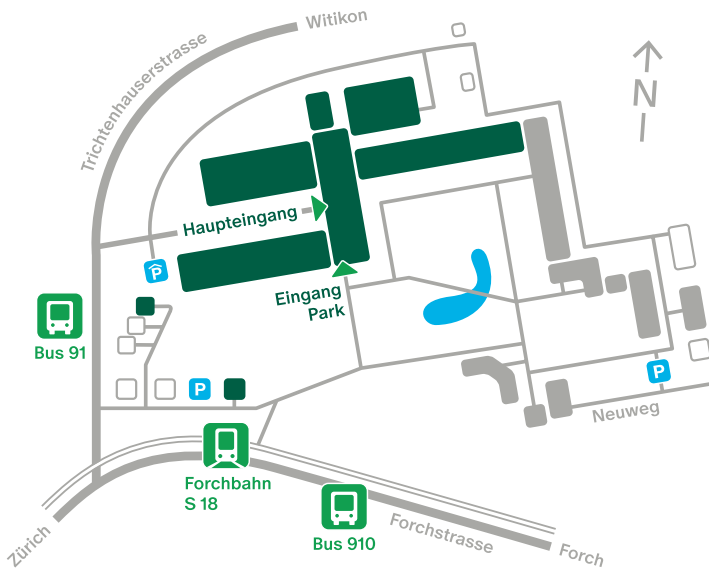 Witikon
Trichtenhauserstrasse
N
Haupteingang
P
Eingang
Park
Bus 91
P
P
Neuweg
Forchbahn
S 18
Bus 910
Forchstrasse
Zürich
Forch